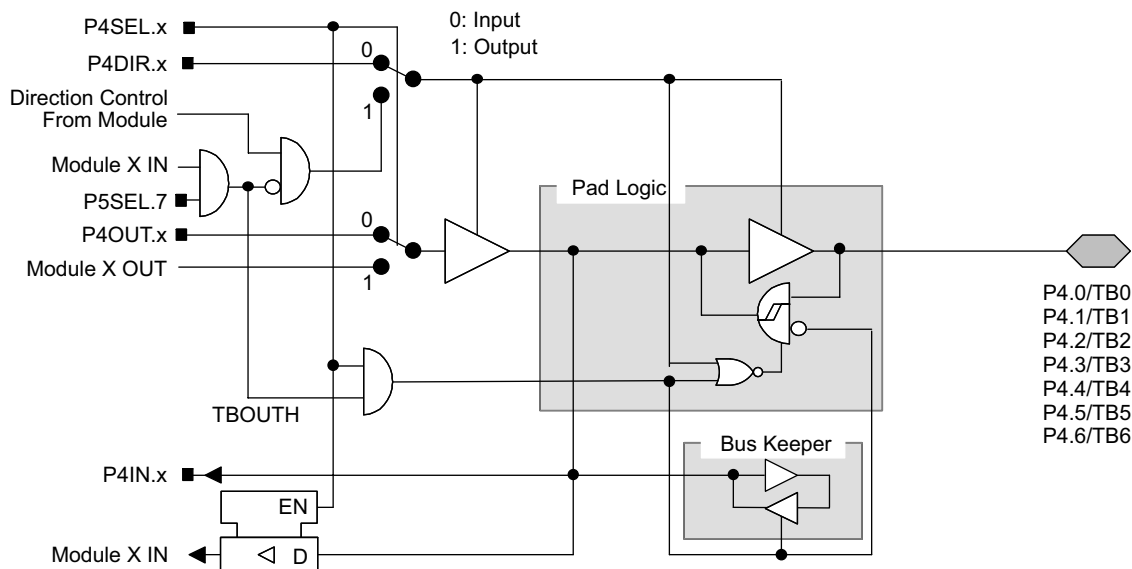 P4SEL.x
0: Input
1: Output
P4DIR.x
0
Direction Control
From Module
1
Module X IN
P5SEL.7
Pad Logic
P4OUT.x
0
Module X OUT
1
P4.0/TB0
P4.1/TB1
P4.2/TB2
P4.3/TB3
P4.4/TB4
P4.5/TB5
P4.6/TB6
TBOUTH
Bus Keeper
P4IN.x
EN
Module X IN
D